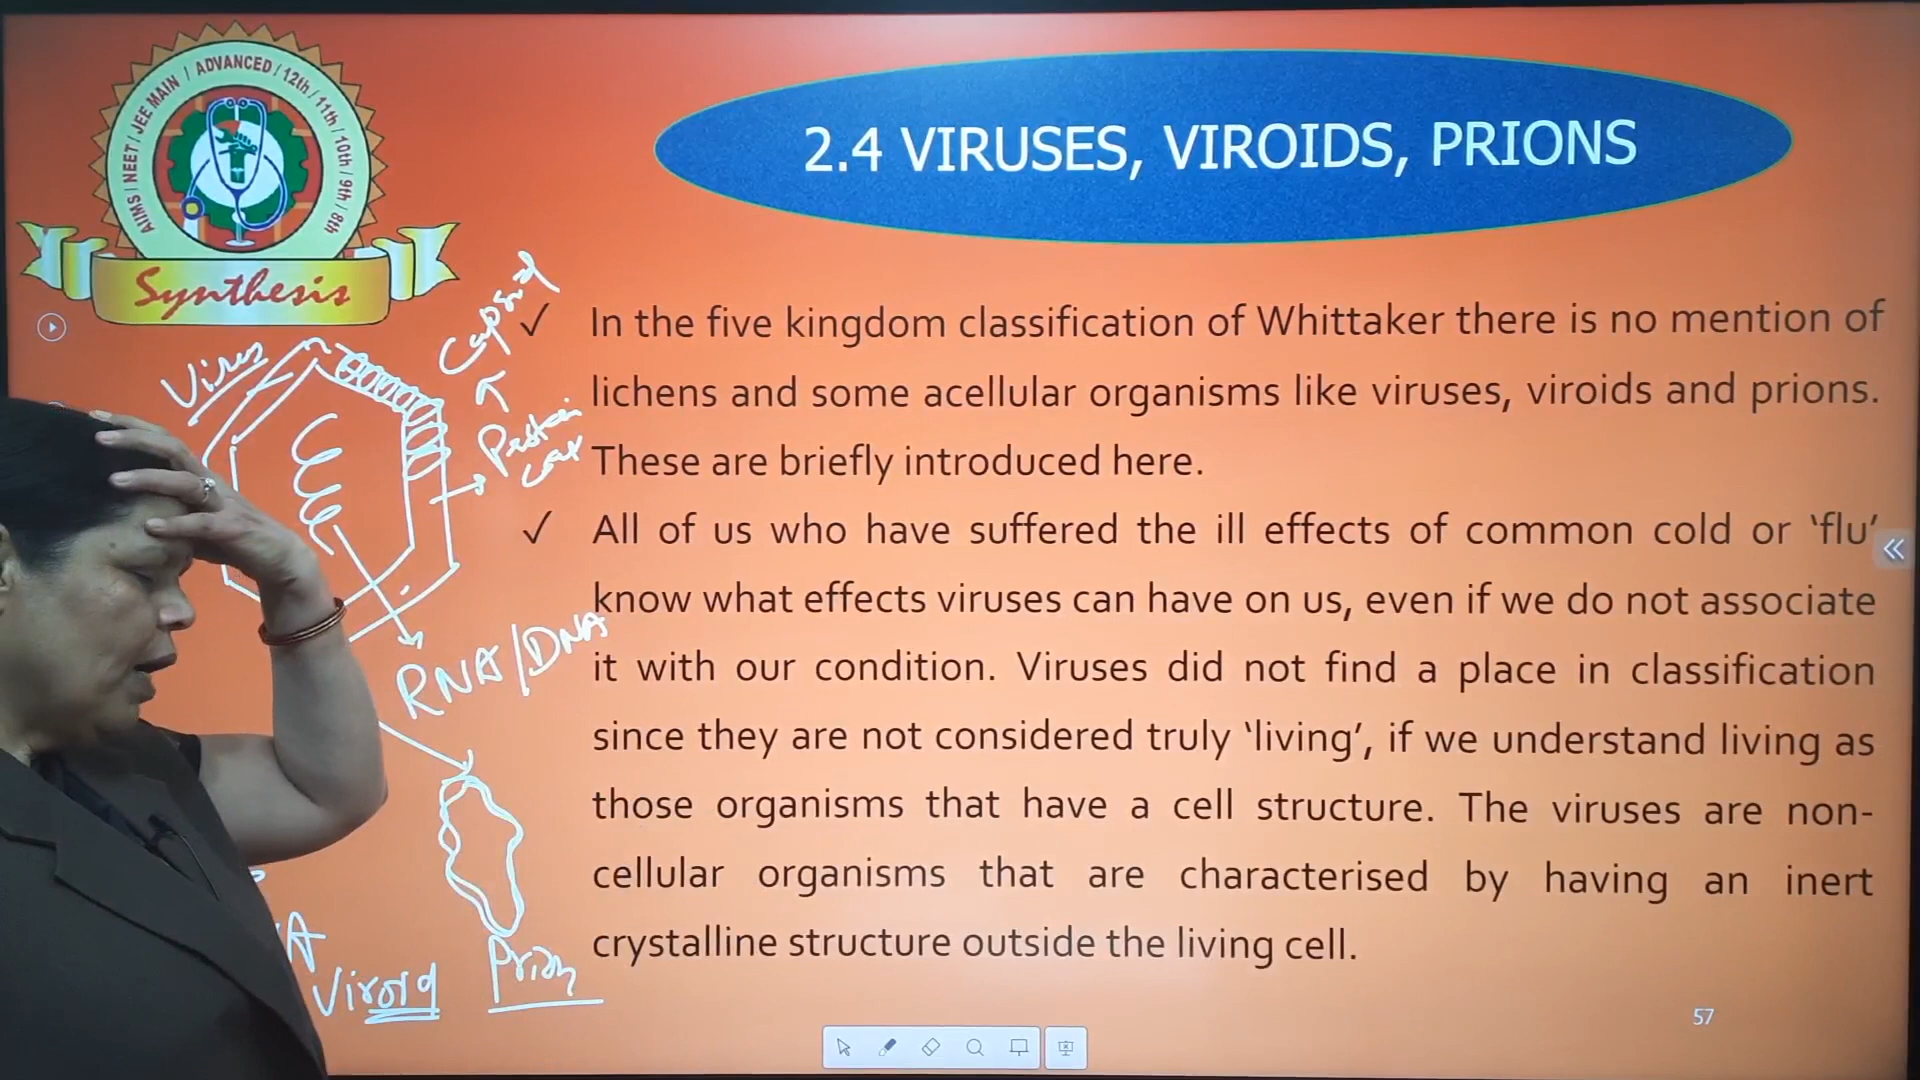 AIIMS / NEET / JEE MAIN / ADVANCED / 12th / 11th / 10th / 9th / 8th
Synthesis
2.4 VIRUSES, VIROIDS, PRIONS
✓ In the five kingdom classification of Whittaker there is no mention of
lichens and some acellular organisms like viruses, viroids and prions.
These are briefly introduced here.
✓ All of us who have suffered the ill effects of common cold or ‘flu’
know what effects viruses can have on us, even if we do not associate
it with our condition. Viruses did not find a place in classification
since they are not considered truly ‘living’, if we understand living as
those organisms that have a cell structure. The viruses are non-
cellular organisms that are characterised by having an inert
crystalline structure outside the living cell.
Virus
Capsid
Protein
coat
RNA/DNA
Viroid
Prion
57